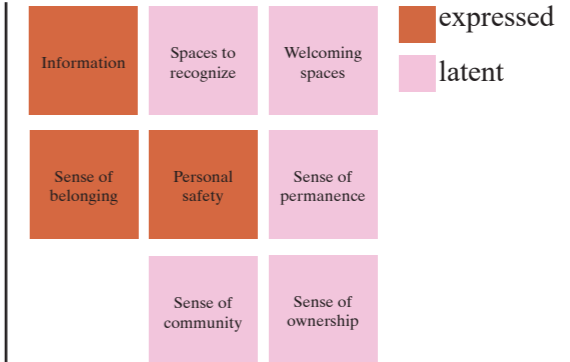 Information
Spaces to
recognize
Welcoming
spaces
expressed
latent
Sense of
belonging
Personal
safety
Sense of
permanence
Sense of
community
Sense of
ownership